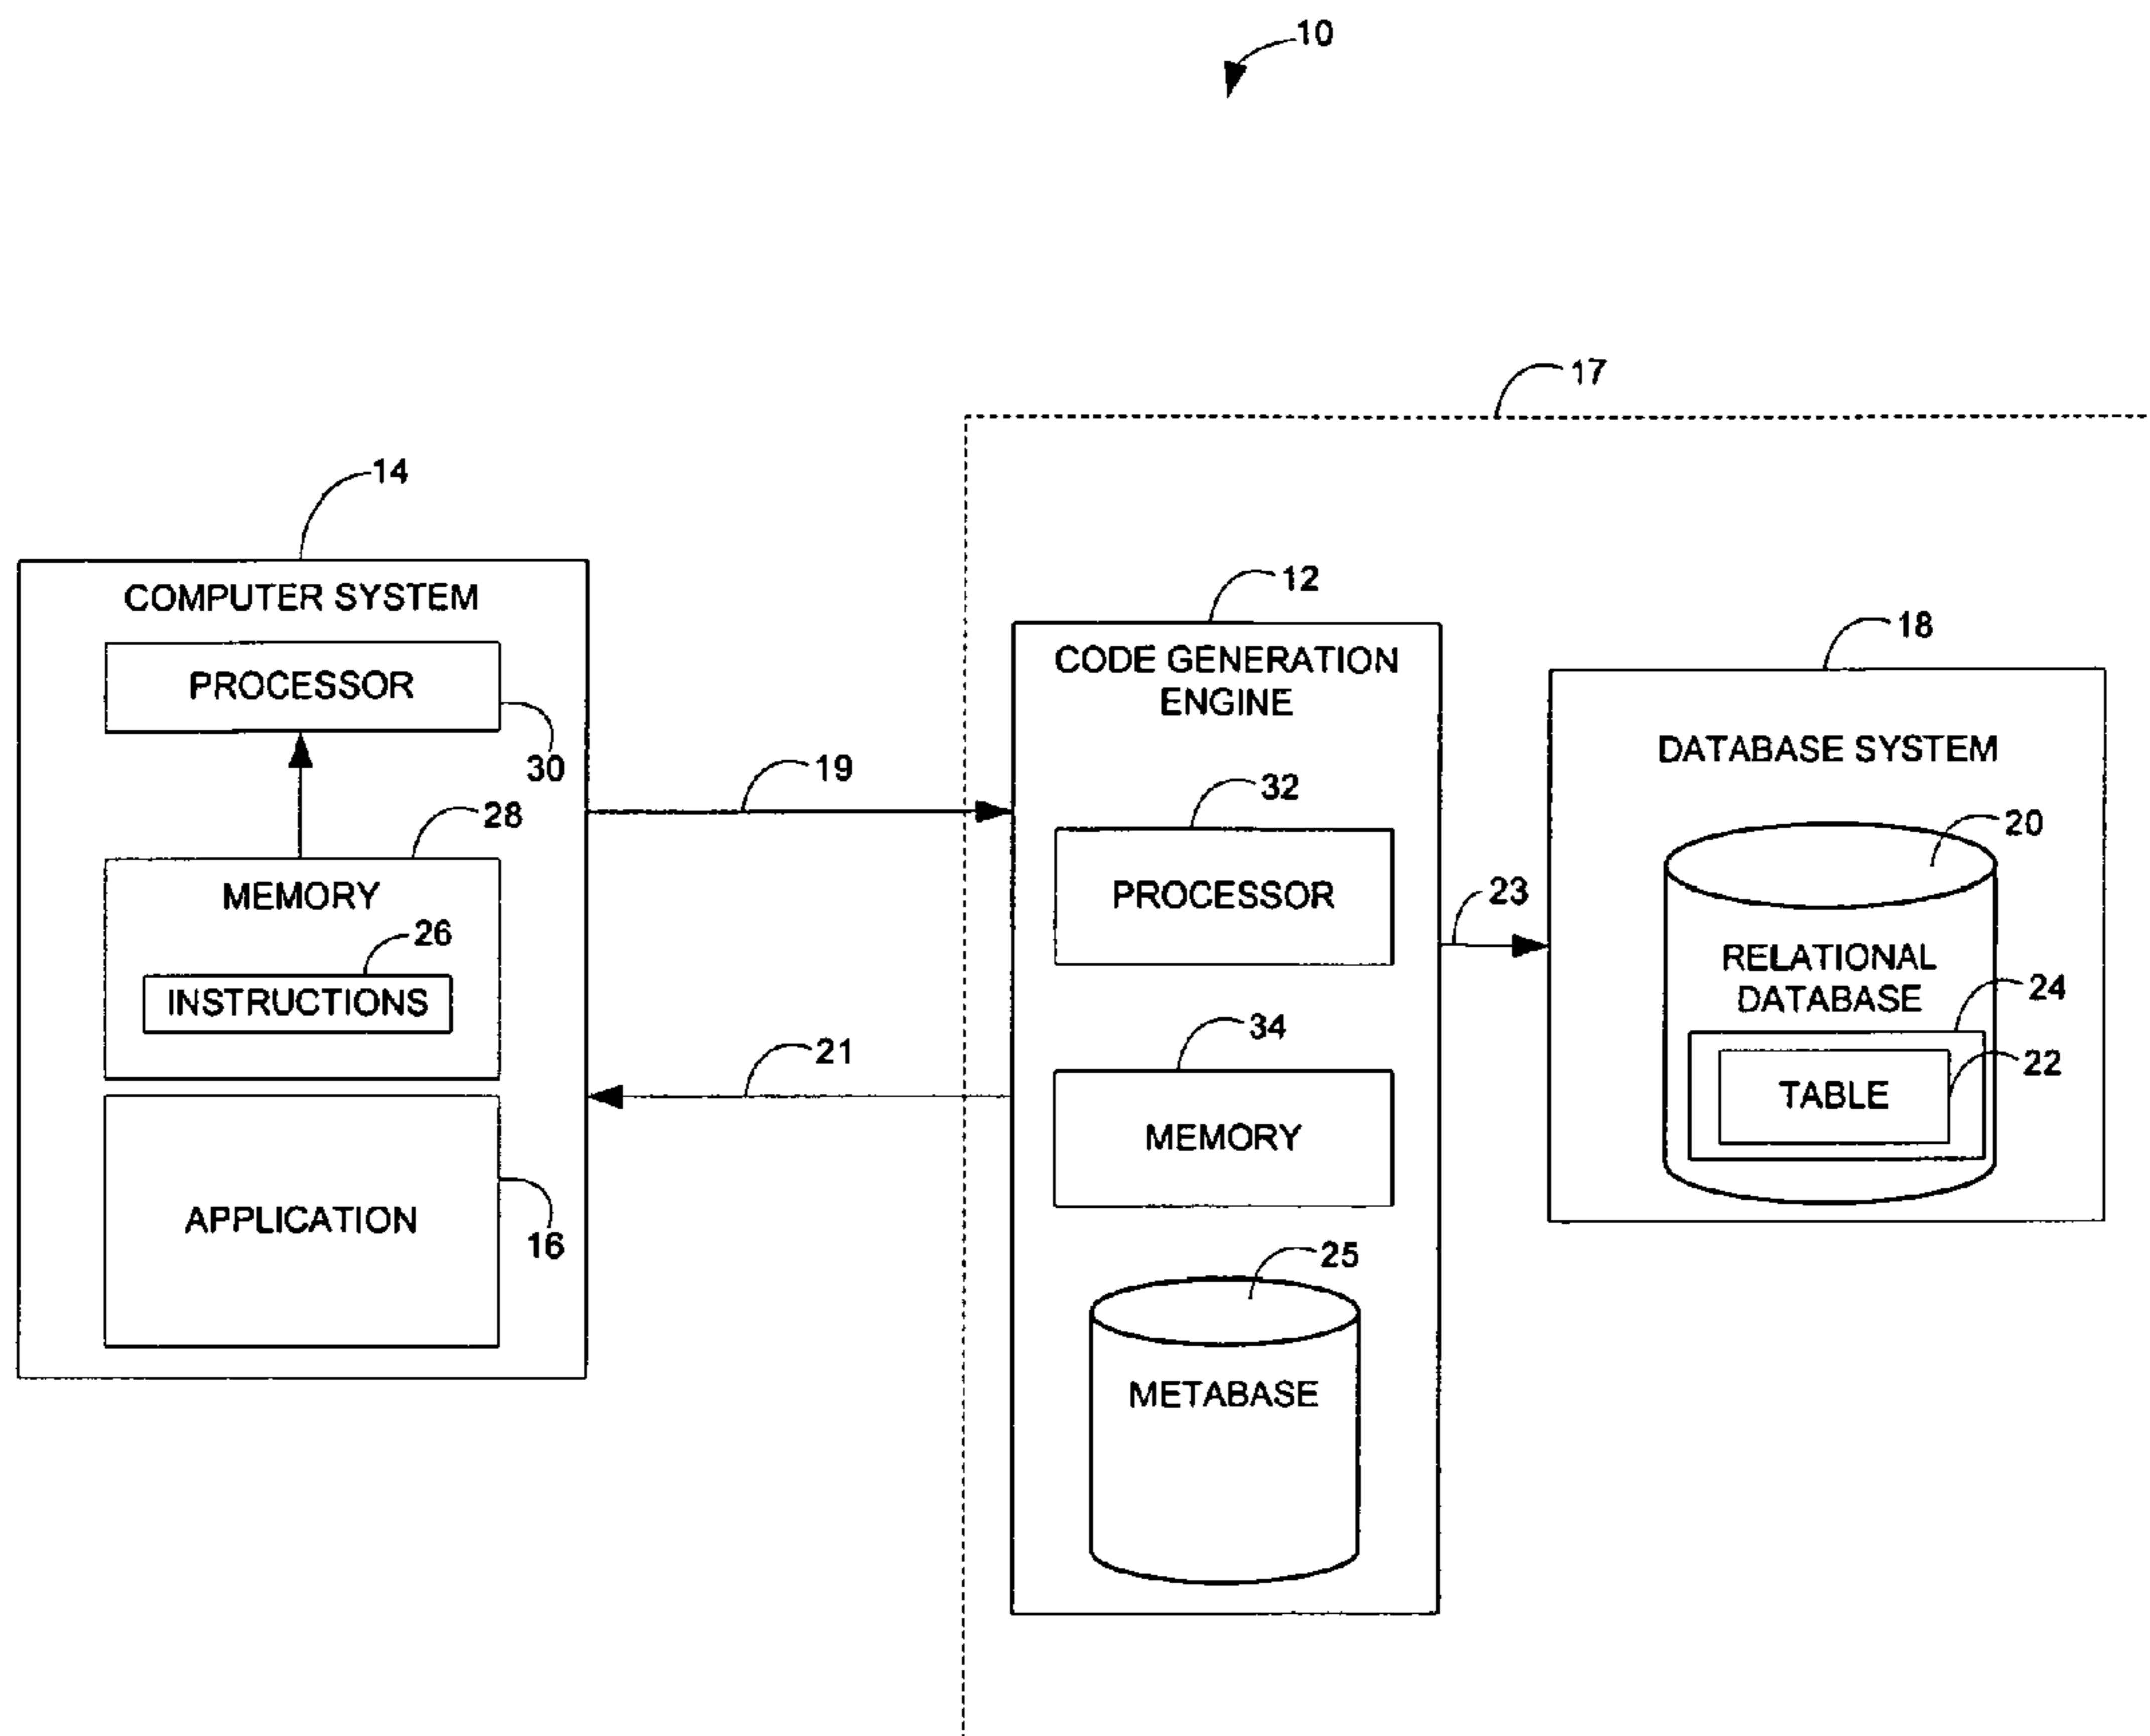 10
17
14
COMPUTER SYSTEM
PROCESSOR
30
28
MEMORY
26
INSTRUCTIONS
APPLICATION
16
19
21
12
CODE GENERATION
ENGINE
32
PROCESSOR
34
MEMORY
25
METABASE
23
18
DATABASE SYSTEM
20
RELATIONAL
DATABASE
24
22
TABLE